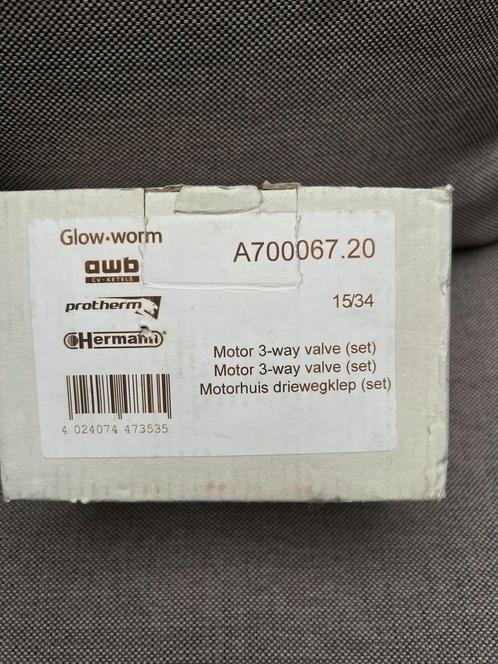 Glow-worm
awb
CV-KETELS
protherm
Hermann
A700067.20
15/34
Motor 3-way valve (set)
Motor 3-way valve (set)
Motorhuis driewegklep (set)
4 024074 473535